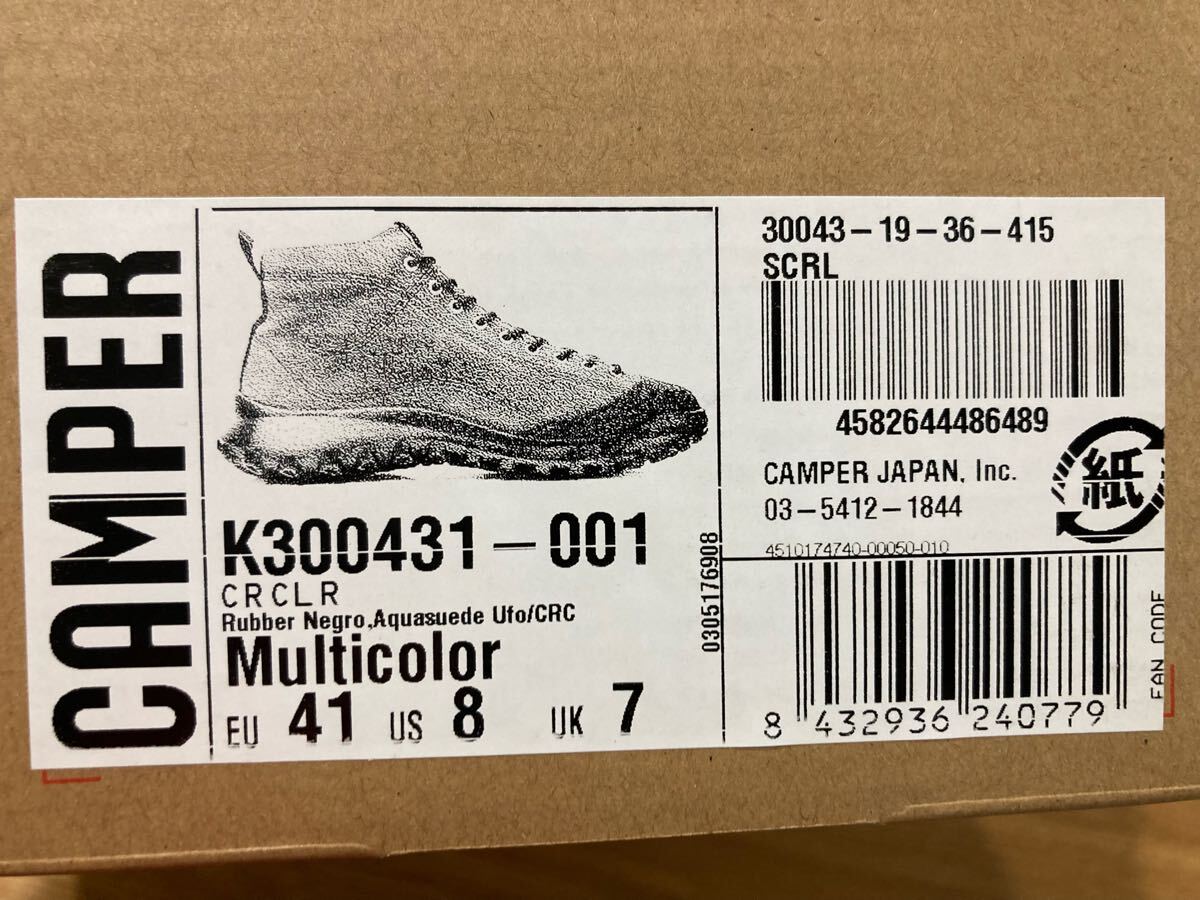 CAMPER
K300431-001
CRCLR
Rubber Negro,Aquasuede Ufo/CRC
Multicolor
EU 41 US 8 UK 7
0305176908
30043-19-36-415
SCRL
4582644486489
CAMPER JAPAN, Inc.
03-5412-1844
紙
4510174740-00050-010
8 432936 240779
EAN CODE